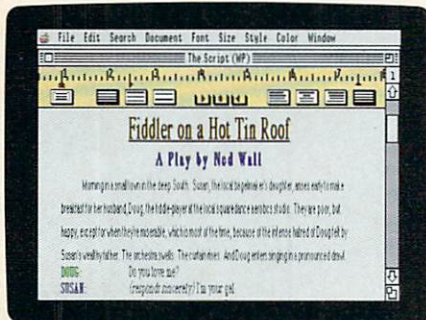 File Edit Search Document Font Size Style Color Window
The Script (WP)
1
Fiddler on a Hot Tin Roof
A Play by Ned Wall
Morning in a small town in the deep South. Susan, the local bagelmaker's daughter, arises early to make
breakfast for her husband, Doug, the fiddle-player at the local square dance aerobics studio. They are poor, but
happy, except for when they're miserable, which is most of the time, because of the intense hatred of Doug felt by
Susan's wealthy father. The orchestra swells. The curtain rises. And Doug enters singing in a pronounced drawl.
DOUG: Do you love me?
SUSAN: (responds sincerely) I'm your gal.